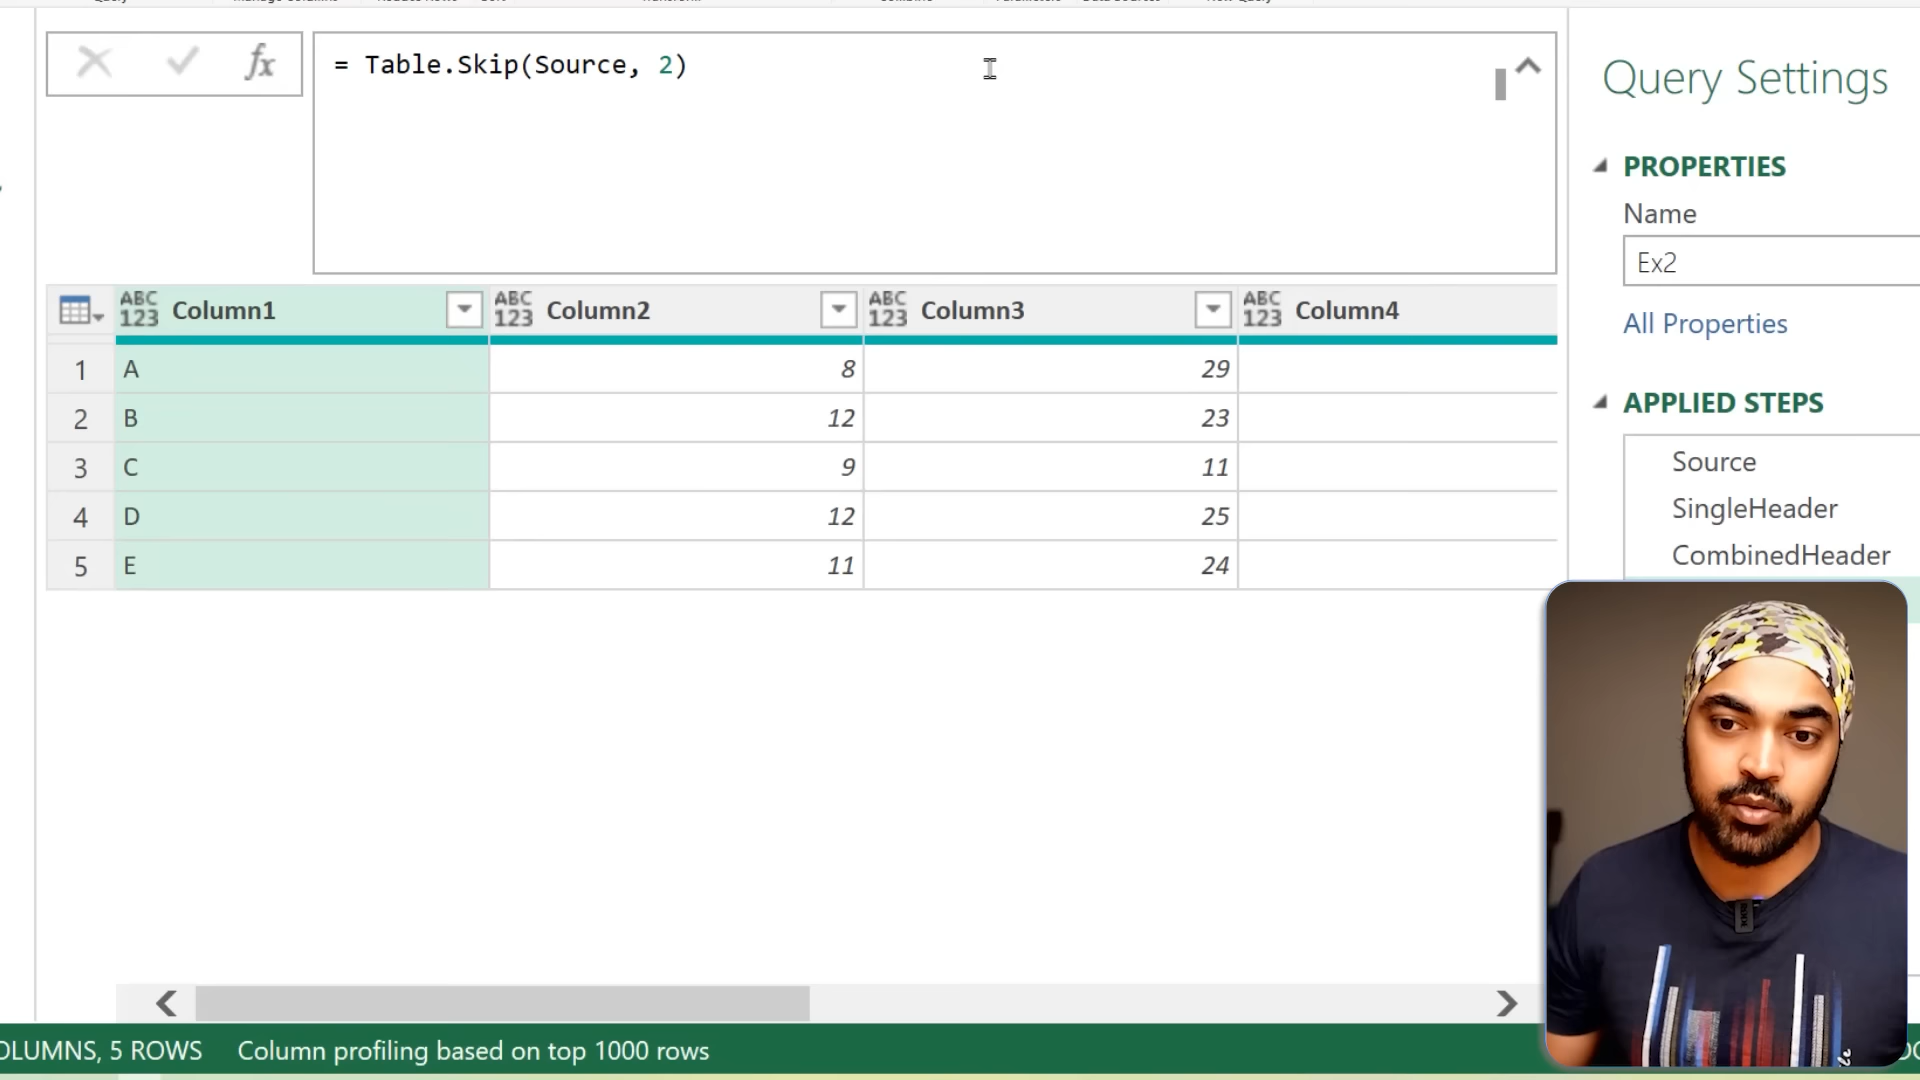 = Table.Skip(Source, 2)
fx
Query Settings
PROPERTIES
Name
Ex2
All Properties
APPLIED STEPS
Source
SingleHeader
CombinedHeader
ABC 123 Column1 ABC 123 Column2 ABC 123 Column3 ABC 123 Column4
1 A 8 29
2 B 12 23
3 C 9 11
4 D 12 25
5 E 11 24
OLUMNS, 5 ROWS Column profiling based on top 1000 rows